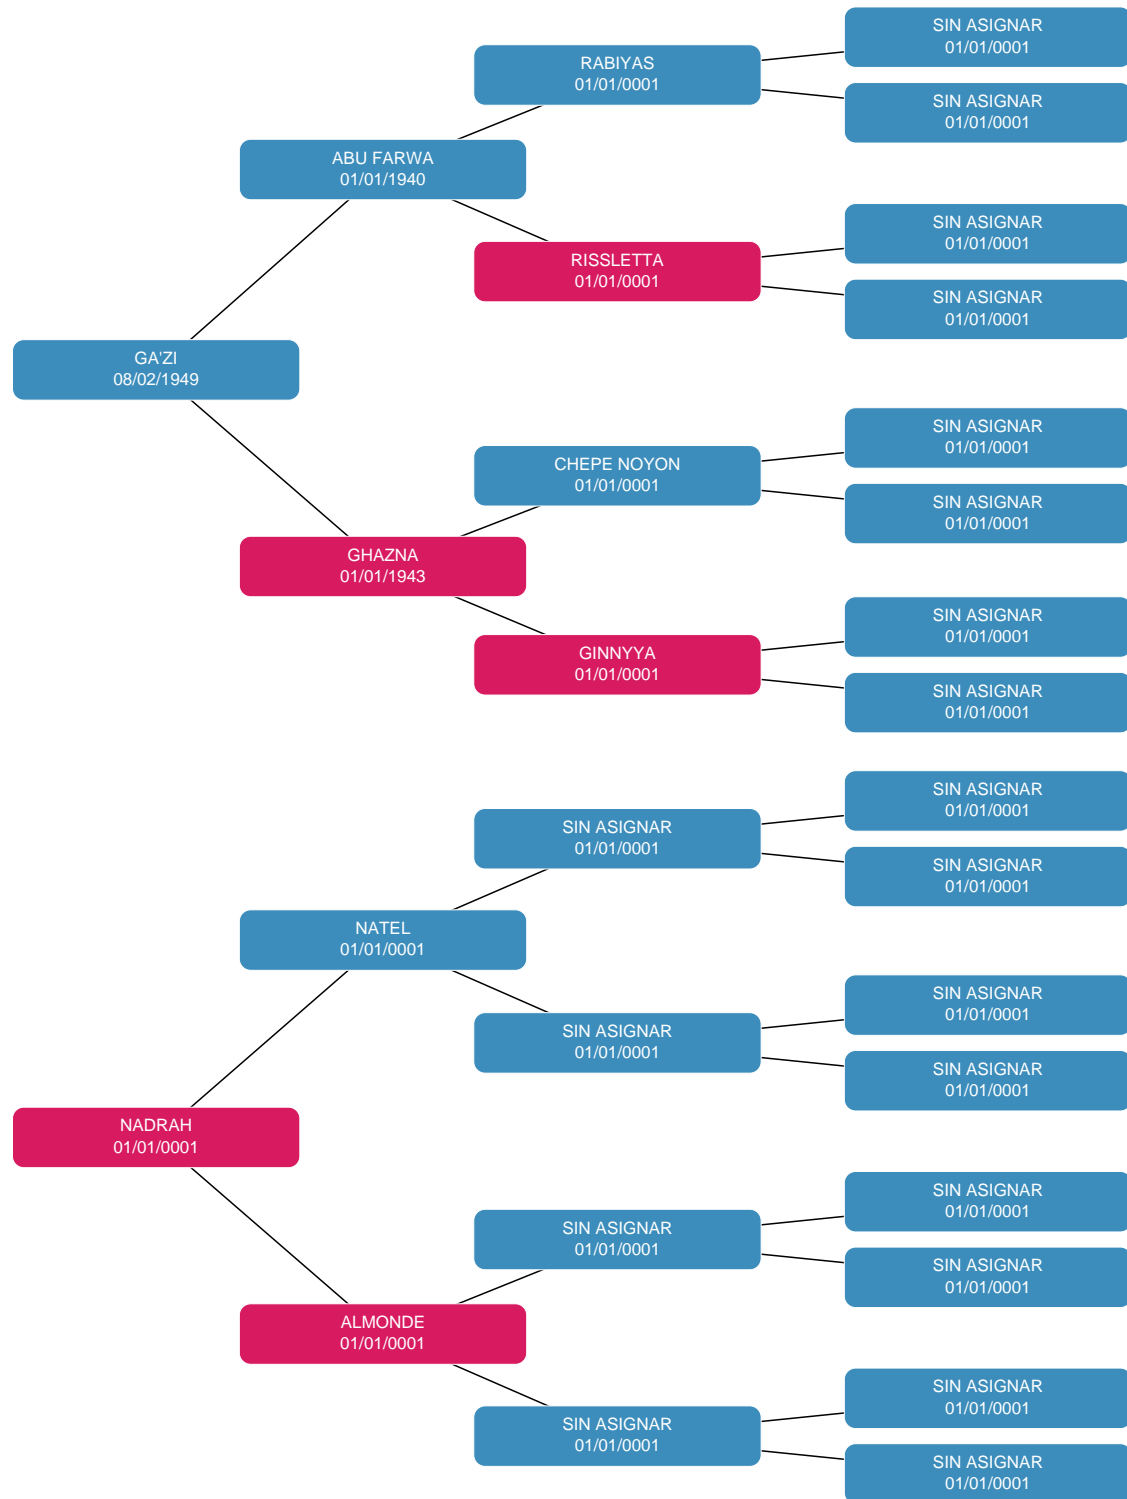 SIN ASIGNAR
01/01/0001
RABIYAS
01/01/0001
SIN ASIGNAR
01/01/0001
ABU FARWA
01/01/1940
SIN ASIGNAR
01/01/0001
RISSLETTA
01/01/0001
SIN ASIGNAR
01/01/0001
GA'ZI
08/02/1949
SIN ASIGNAR
01/01/0001
CHEPE NOYON
01/01/0001
SIN ASIGNAR
01/01/0001
GHAZNA
01/01/1943
SIN ASIGNAR
01/01/0001
GINNYYA
01/01/0001
SIN ASIGNAR
01/01/0001
SIN ASIGNAR
01/01/0001
SIN ASIGNAR
01/01/0001
SIN ASIGNAR
01/01/0001
NATEL
01/01/0001
SIN ASIGNAR
01/01/0001
SIN ASIGNAR
01/01/0001
SIN ASIGNAR
01/01/0001
NADRAH
01/01/0001
SIN ASIGNAR
01/01/0001
SIN ASIGNAR
01/01/0001
SIN ASIGNAR
01/01/0001
ALMONDE
01/01/0001
SIN ASIGNAR
01/01/0001
SIN ASIGNAR
01/01/0001
SIN ASIGNAR
01/01/0001